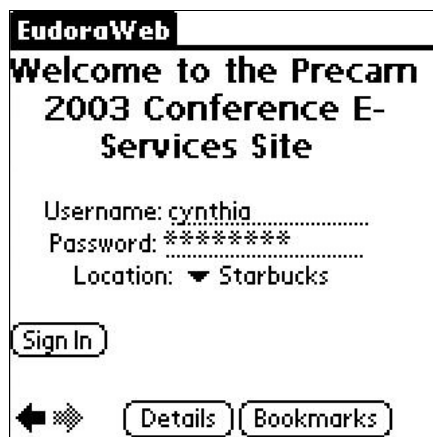 EudoraWeb
Welcome to the Precarn
2003 Conference E-
Services Site
Username: cynthia
Password: ********
Location: Starbucks
Sign In
Details Bookmarks